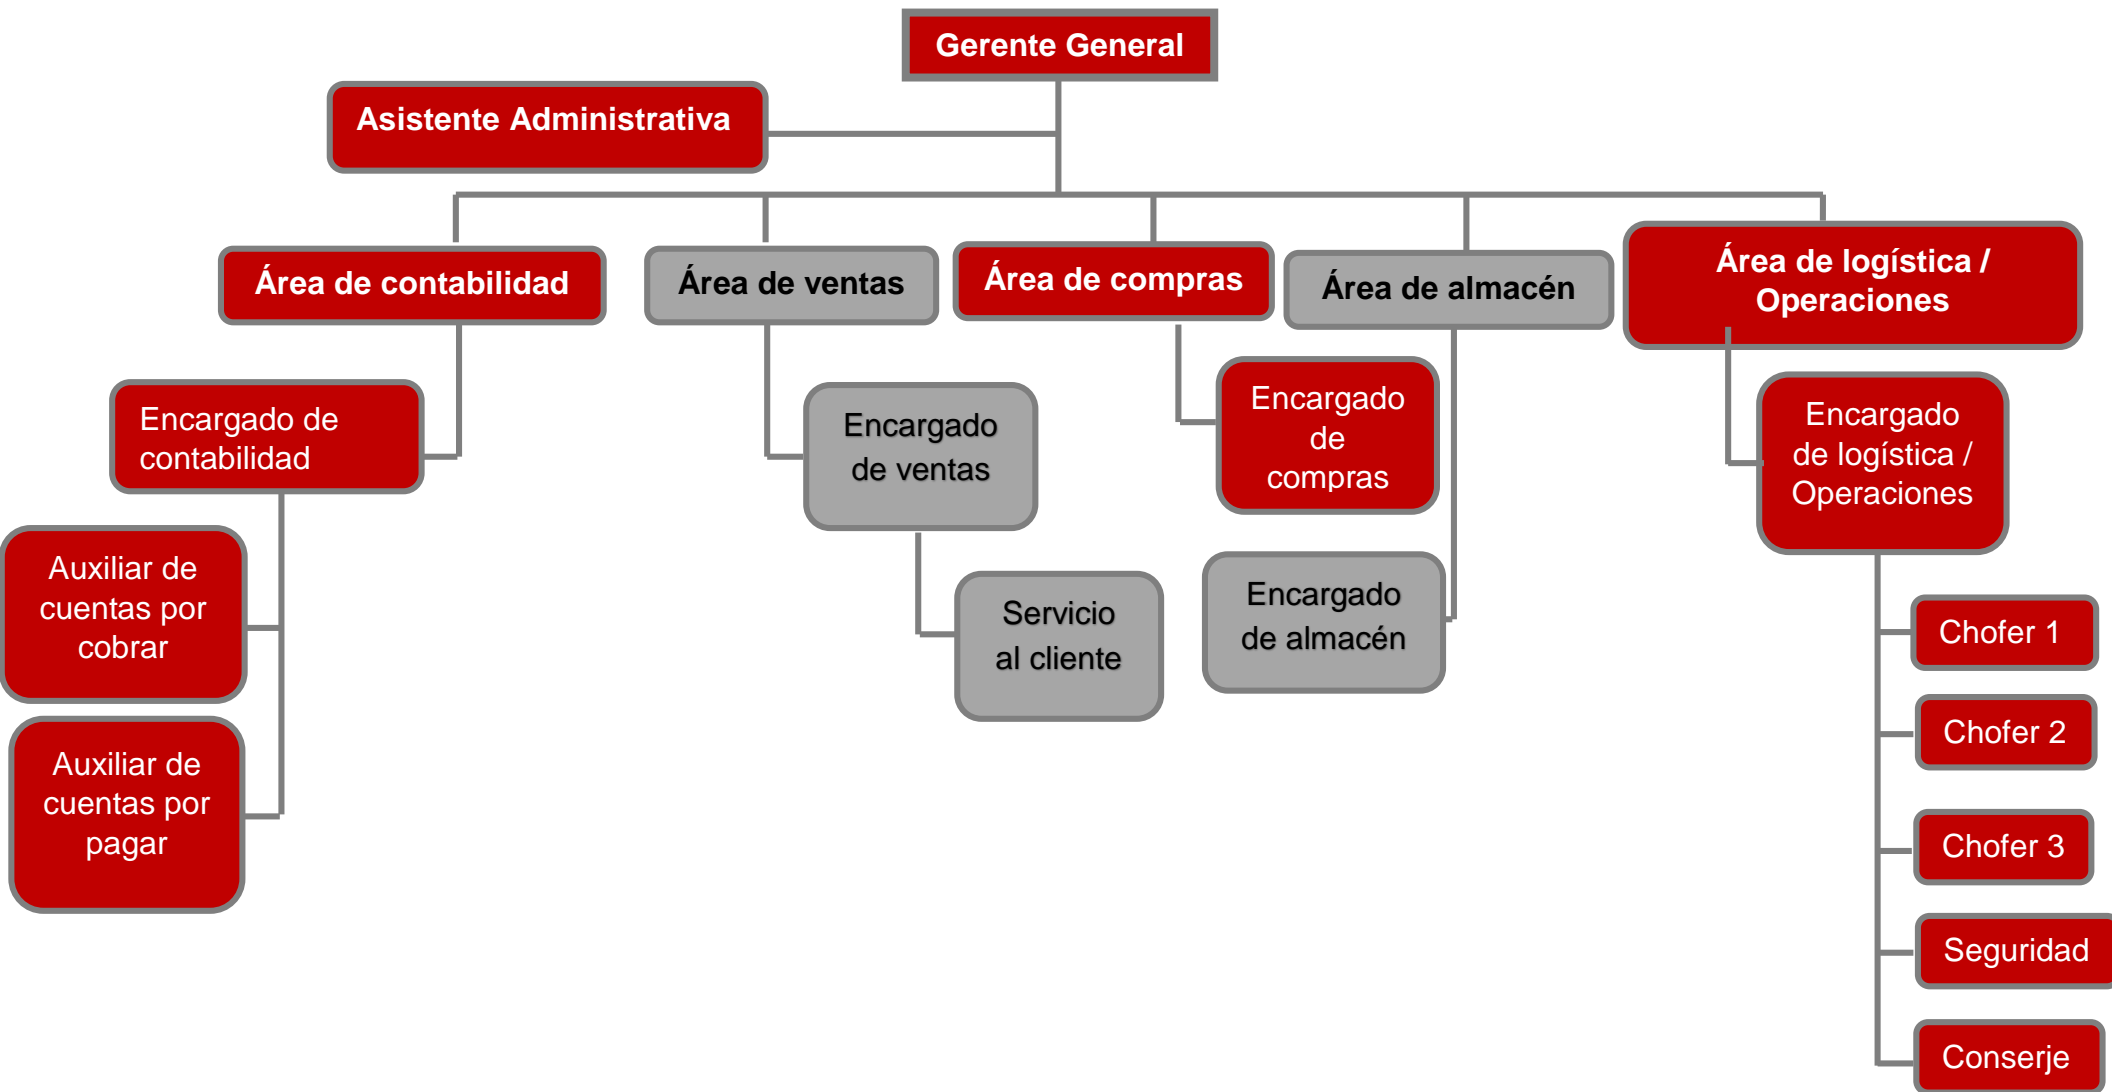 Gerente General
Asistente Administrativa
Área de contabilidad
Área de ventas
Área de compras
Área de almacén
Área de logística /
Operaciones
Encargado de
contabilidad
Auxiliar de
cuentas por
cobrar
Auxiliar de
cuentas por
pagar
Encargado
de ventas
Servicio
al cliente
Encargado
de
compras
Encargado
de almacén
Encargado
de logística /
Operaciones
Chofer 1
Chofer 2
Chofer 3
Seguridad
Conserje